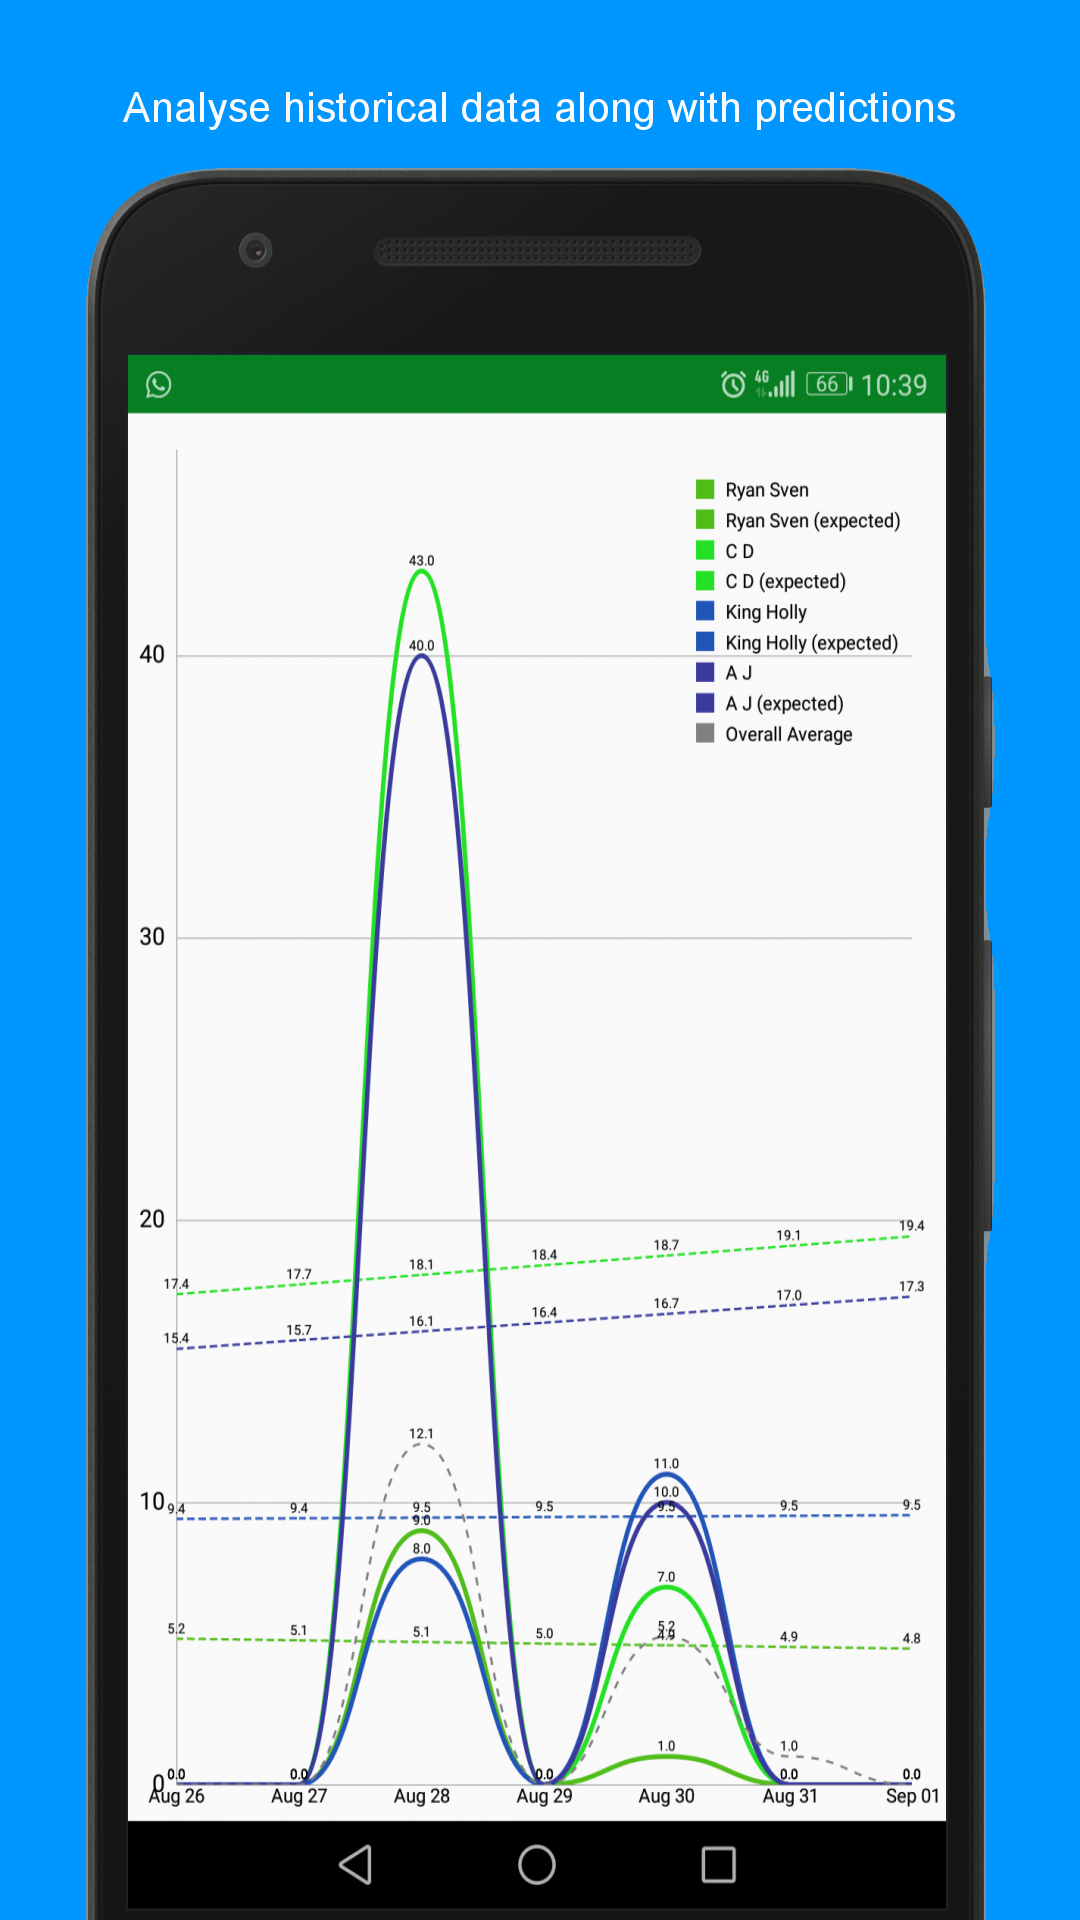 Analyse historical data along with predictions
4G 66 10:39
Ryan Sven
Ryan Sven (expected)
C D
C D (expected)
King Holly
King Holly (expected)
A J
A J (expected)
Overall Average
43.0
40.0
40
30
20
19.4
19.1
18.7
18.4
18.1
17.7
17.4
17.3
17.0
16.7
16.4
16.1
15.7
15.4
12.1
11.0
10.0
10
9.4 9.4 9.5 9.5 9.5 9.5 9.5
9.0
8.0
7.0
5.2
5.2 5.1 5.1 5.0 4.9 4.8
1.0 1.0
0 0.0 0.0 0.0 0.0 0.0
Aug 26 Aug 27 Aug 28 Aug 29 Aug 30 Aug 31 Sep 01